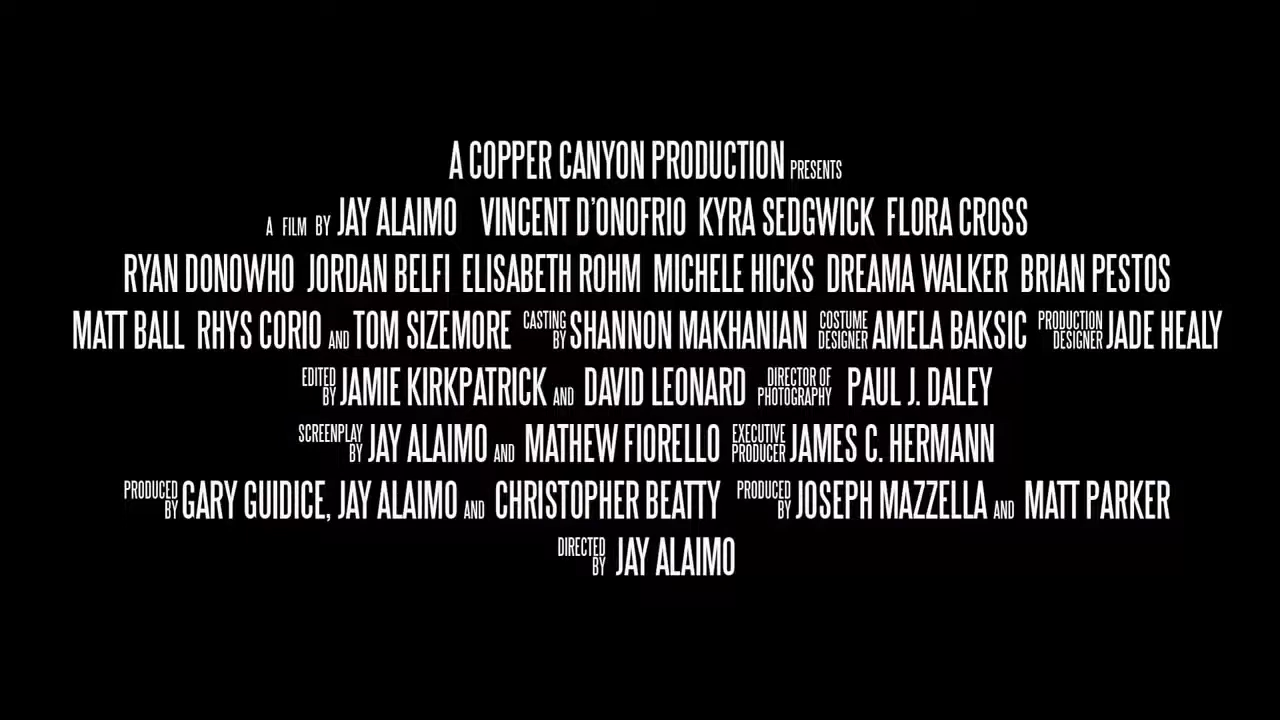 A COPPER CANYON PRODUCTION PRESENTS
A FILM BY JAY ALAIMO VINCENT D'ONOFRIO KYRA SEDGWICK FLORA CROSS
RYAN DONOWHO JORDAN BELFI ELISABETH ROHM MICHELE HICKS DREAMA WALKER BRIAN PESTOS
MATT BALL RHYS CORIO AND TOM SIZEMORE CASTING BY SHANNON MAKHANIAN COSTUME DESIGNER AMELA BAKSIC PRODUCTION DESIGNER JADE HEALY
EDITED BY JAMIE KIRKPATRICK AND DAVID LEONARD DIRECTOR OF PHOTOGRAPHY PAUL J. DALEY
SCREENPLAY BY JAY ALAIMO AND MATHEW FIORELLO EXECUTIVE PRODUCER JAMES C. HERMANN
PRODUCED BY GARY GUIDICE, JAY ALAIMO AND CHRISTOPHER BEATTY PRODUCED BY JOSEPH MAZZELLA AND MATT PARKER
DIRECTED BY JAY ALAIMO